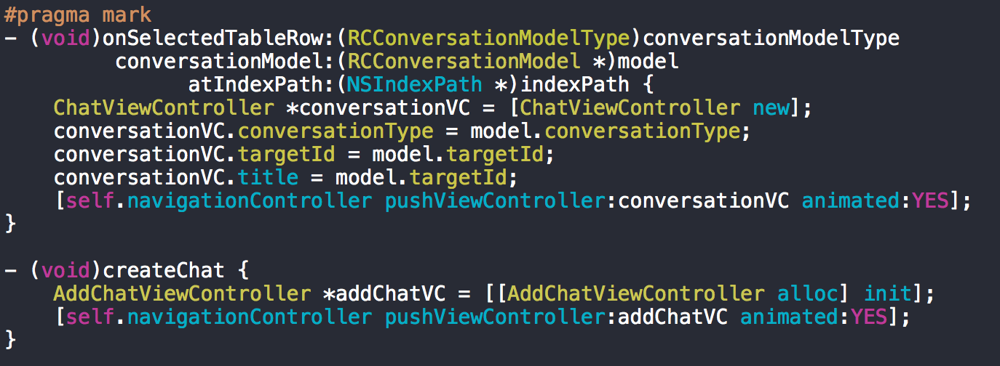 #pragma mark
- (void)onSelectedTableRow:(RCConversationModelType)conversationModelType
         conversationModel:(RCConversationModel *)model
               atIndexPath:(NSIndexPath *)indexPath {
    ChatViewController *conversationVC = [ChatViewController new];
    conversationVC.conversationType = model.conversationType;
    conversationVC.targetId = model.targetId;
    conversationVC.title = model.targetId;
    [self.navigationController pushViewController:conversationVC animated:YES];
}

- (void)createChat {
    AddChatViewController *addChatVC = [[AddChatViewController alloc] init];
    [self.navigationController pushViewController:addChatVC animated:YES];
}